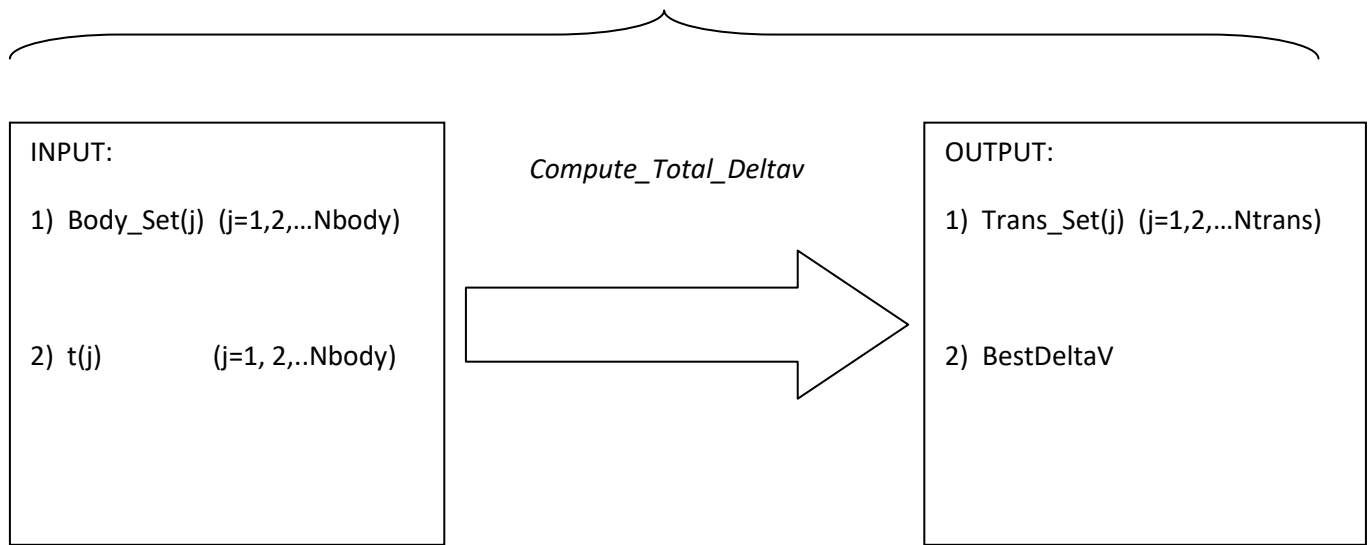 INPUT:
1) Body_Set(j) (j=1,2,...Nbody)
2) t(j) (j=1, 2,..Nbody)
Compute_Total_Deltav
OUTPUT:
1) Trans_Set(j) (j=1,2,...Ntrans)
2) BestDeltaV